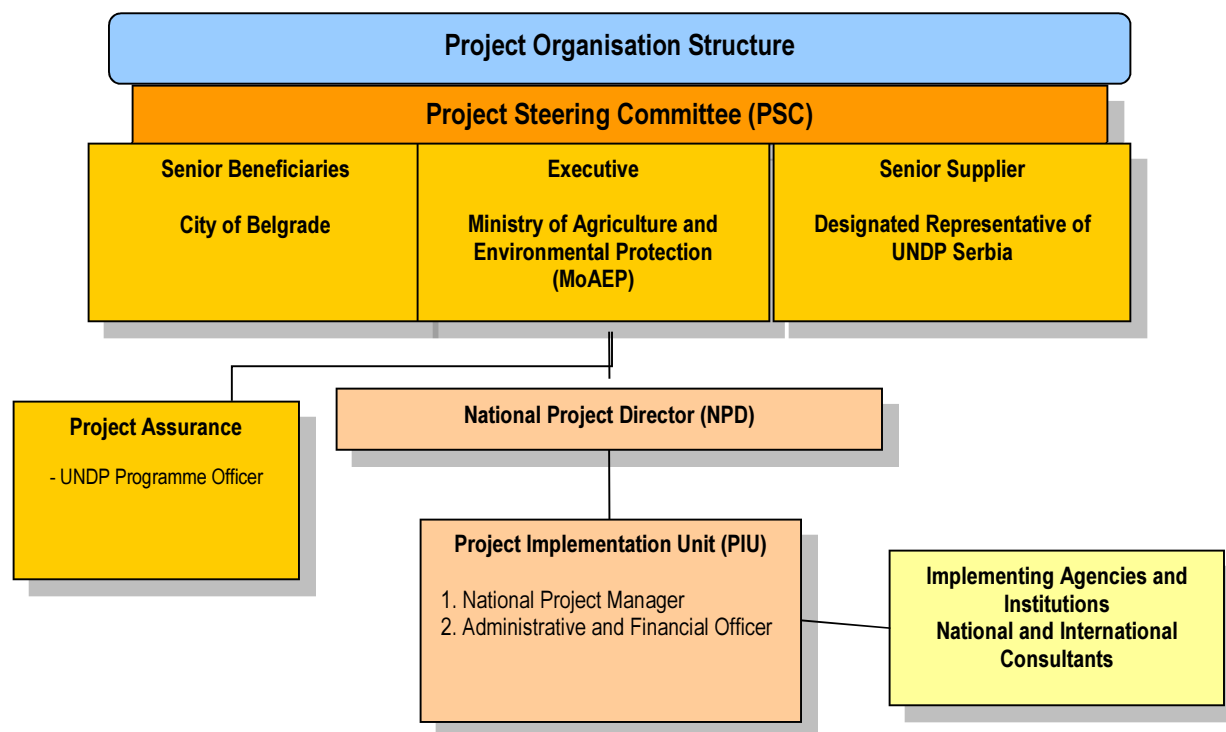 Project Organisation Structure
Project Steering Committee (PSC)
Senior Beneficiaries
City of Belgrade
Executive
Ministry of Agriculture and
Environmental Protection
(MoAEP)
Senior Supplier
Designated Representative of
UNDP Serbia
Project Assurance
- UNDP Programme Officer
National Project Director (NPD)
Project Implementation Unit (PIU)
1. National Project Manager
2. Administrative and Financial Officer
Implementing Agencies and
Institutions
National and International
Consultants